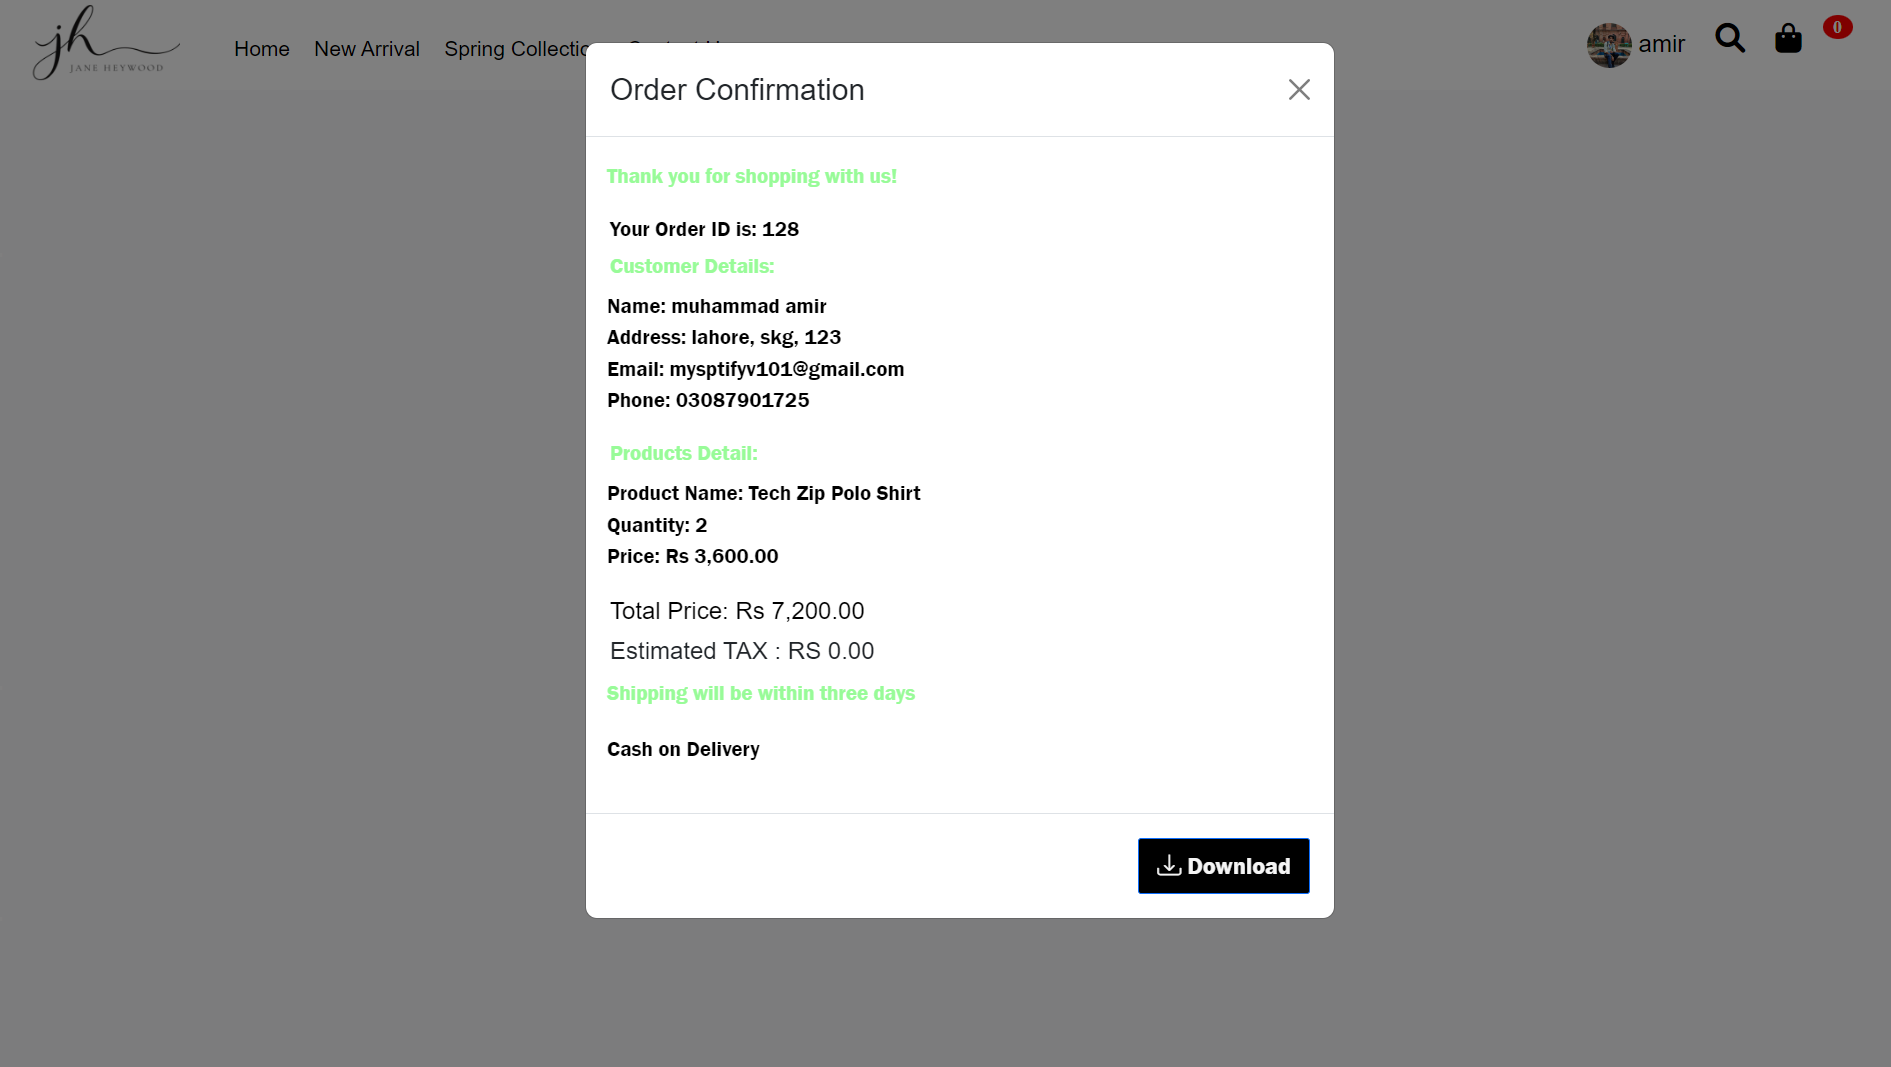 jh
JANE HEYWOOD
Home New Arrival Spring Collectio
amir
0
Order Confirmation
Thank you for shopping with us!
Your Order ID is: 128
Customer Details:
Name: muhammad amir
Address: lahore, skg, 123
Email: mysptifyv101@gmail.com
Phone: 03087901725
Products Detail:
Product Name: Tech Zip Polo Shirt
Quantity: 2
Price: Rs 3,600.00
Total Price: Rs 7,200.00
Estimated TAX : RS 0.00
Shipping will be within three days
Cash on Delivery
Download